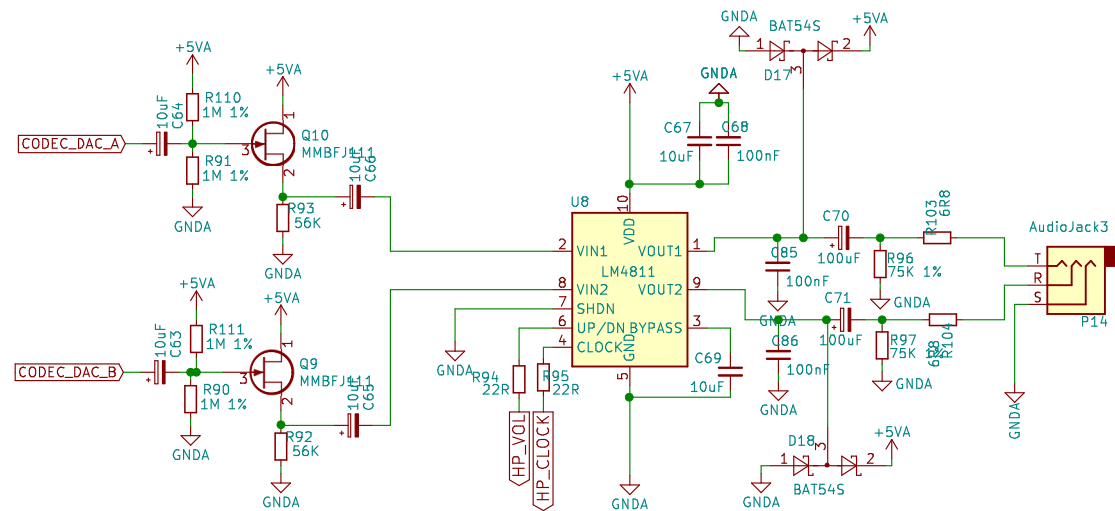 GNDA
BAT54S
+5VA
1
2
3
D17
+5VA
+5VA
+5VA
GNDA
R110
1M 1%
10uF
C64
CODEC_DAC_A
R91
1M 1%
GNDA
1
Q10
MMBFJ111
3
2
10uF
C66
R93
56K
GNDA
C67
10uF
C68
100nF
U8
10
VDD
2
VIN1
8
VIN2
7
SHDN
6
UP/DN
4
CLOCK
LM4811
VOUT1
1
VOUT2
9
BYPASS
3
GND
5
GNDA
C85
100nF
GNDA
C70
100uF
R96
75K 1%
GNDA
R103
6R8
AudioJack3
T
R
S
P14
GNDA
C71
100uF
C86
100nF
GNDA
R97
75K 1%
GNDA
6R8
R104
C69
10uF
GNDA
R94
22R
R95
22R
HP_VOL
HP_CLOCK
+5VA
+5VA
R111
1M 1%
10uF
C63
CODEC_DAC_B
R90
1M 1%
GNDA
1
Q9
MMBFJ111
3
2
10uF
C65
R92
56K
GNDA
D18
3
+5VA
1
2
GNDA
BAT54S